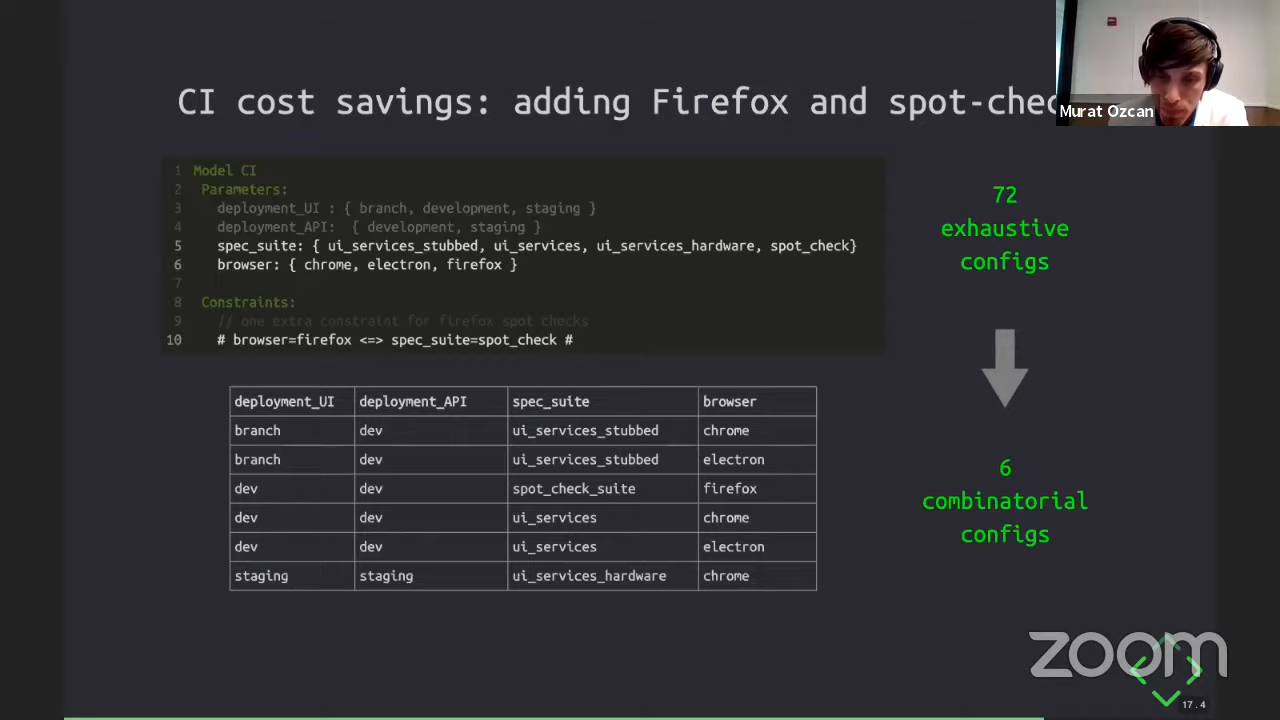 CI cost savings: adding Firefox and spot-chec
Murat Ozcan
1 Model CI
2 Parameters:
3 deployment_UI : { branch, development, staging }
4 deployment_API: { development, staging }
5 spec_suite: { ui_services_stubbed, ui_services, ui_services_hardware, spot_check}
6 browser: { chrome, electron, firefox }
7
8 Constraints:
9 // one extra constraint for firefox spot checks
10 # browser=firefox <=> spec_suite=spot_check #
72
exhaustive
configs
6
combinatorial
configs
deployment_UI deployment_API spec_suite browser
branch dev ui_services_stubbed chrome
branch dev ui_services_stubbed electron
dev dev spot_check_suite firefox
dev dev ui_services chrome
dev dev ui_services electron
staging staging ui_services_hardware chrome
zoom
17.4